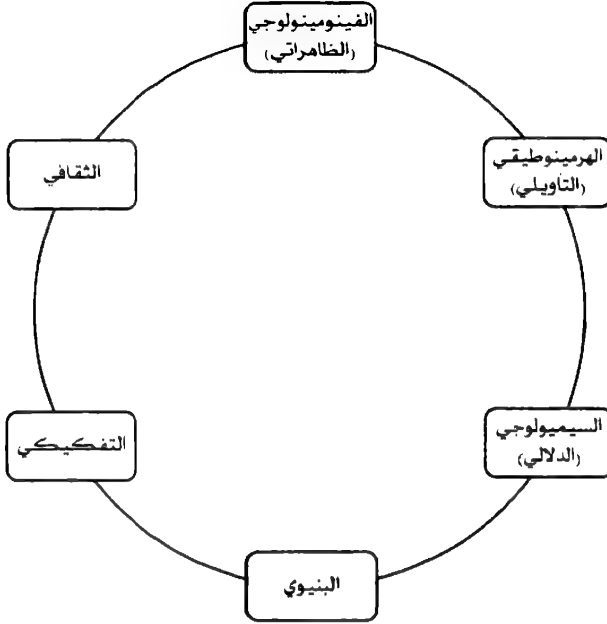 الفينومينولوجي
(الظاهراتي)
الهرمينوطيقي
(التأويلي)
السيميولوجي
(الدلالي)
البنيوي
التفكيكي
الثقافي